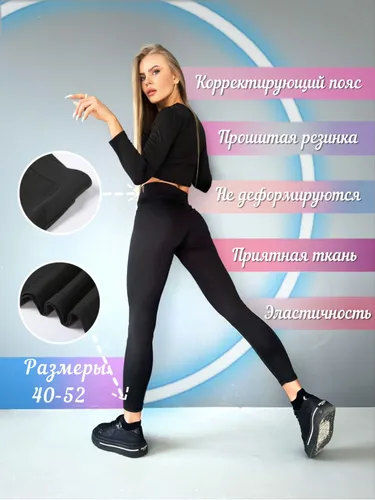 Корректирующий пояс
Прошитая резинка
Не деформируются
Приятная ткань
Эластичность
Размеры
40-52